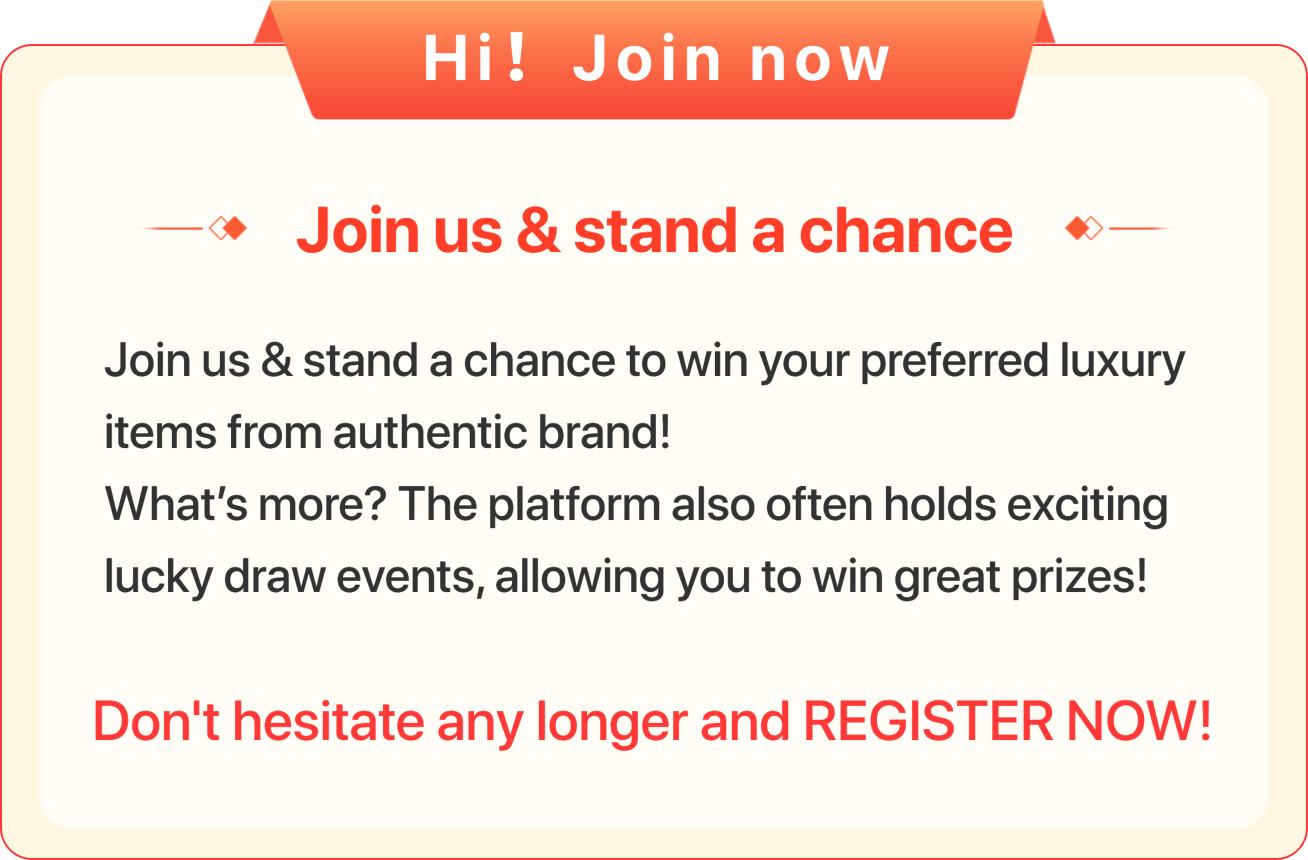 Hi！ Join now
Join us & stand a chance
Join us & stand a chance to win your preferred luxury
items from authentic brand!
What’s more? The platform also often holds exciting
lucky draw events, allowing you to win great prizes!
Don't hesitate any longer and REGISTER NOW!